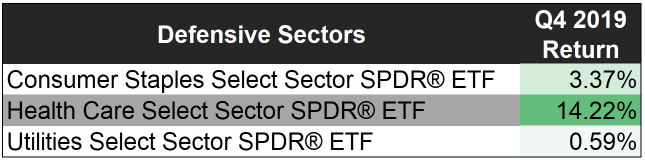 Defensive Sectors Q4 2019 Return
Consumer Staples Select Sector SPDR® ETF 3.37%
Health Care Select Sector SPDR® ETF 14.22%
Utilities Select Sector SPDR® ETF 0.59%